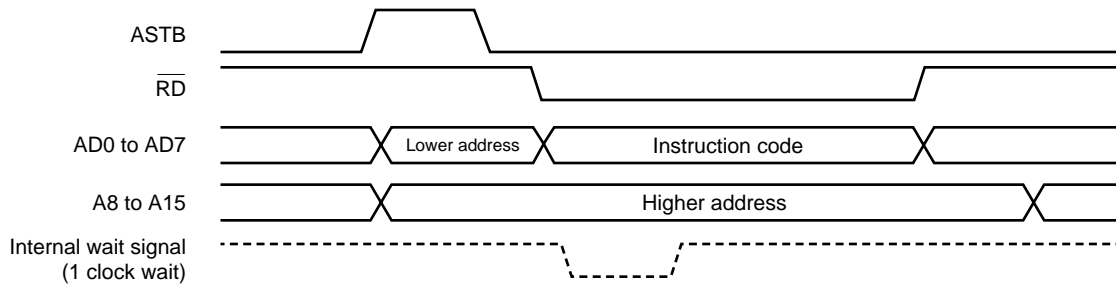 ASTB
RD
AD0 to AD7
Lower address
Instruction code
A8 to A15
Higher address
Internal wait signal
(1 clock wait)